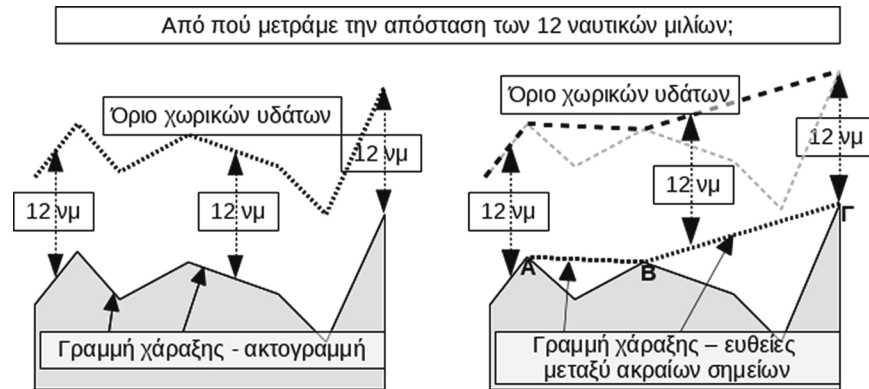 Από πού μετράμε την απόσταση των 12 ναυτικών μιλίων;
Όριο χωρικών υδάτων
12 νμ
12 νμ
12 νμ
Γραμμή χάραξης - ακτογραμμή
Όριο χωρικών υδάτων
12 νμ
12 νμ
12 νμ
Α
Β
Γ
Γραμμή χάραξης – ευθείες
μεταξύ ακραίων σημείων